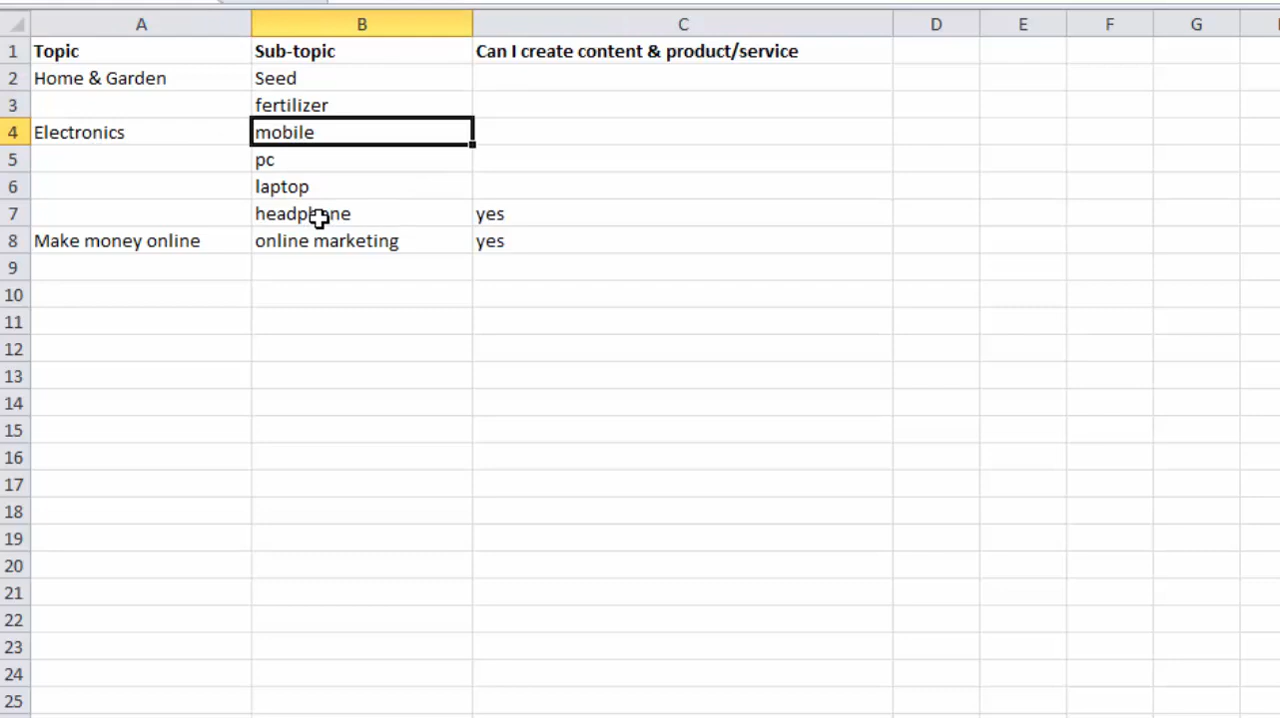 A B C D E F G
1 Topic Sub-topic Can I create content & product/service
2 Home & Garden Seed
3 fertilizer
4 Electronics mobile
5 pc
6 laptop
7 headphone yes
8 Make money online online marketing yes
9
10
11
12
13
14
15
16
17
18
19
20
21
22
23
24
25